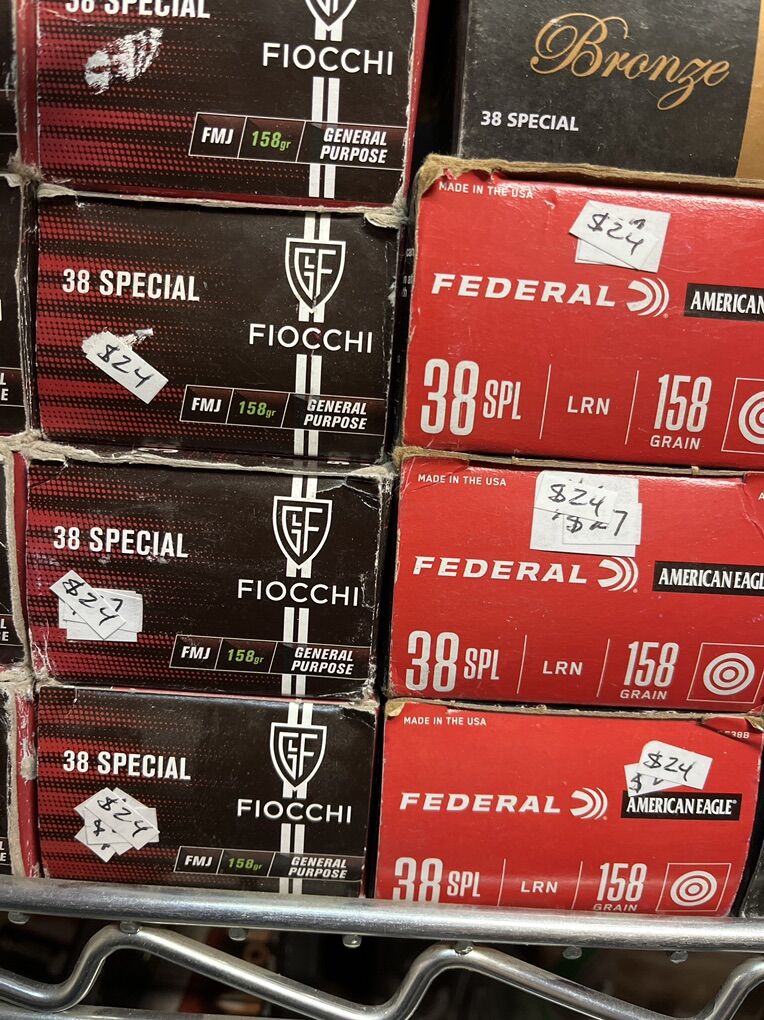 38 SPECIAL
FIOCCHI
FMJ 158gr GENERAL
PURPOSE
38 SPECIAL
FIOCCHI
$24
FMJ 158gr GENERAL
PURPOSE
38 SPECIAL
FIOCCHI
$24
FMJ 158gr GENERAL
PURPOSE
38 SPECIAL
FIOCCHI
$24
$
FMJ 158gr GENERAL
PURPOSE
Bronze
38 SPECIAL
MADE IN THE USA
$24
FEDERAL AMERICAN
38 SPL LRN 158
GRAIN
MADE IN THE USA
$24
FEDERAL AMERICAN EAGL
38 SPL LRN 158
GRAIN
MADE IN THE USA
$24
FEDERAL AMERICAN EAGLE
38 SPL LRN 158
GRAIN